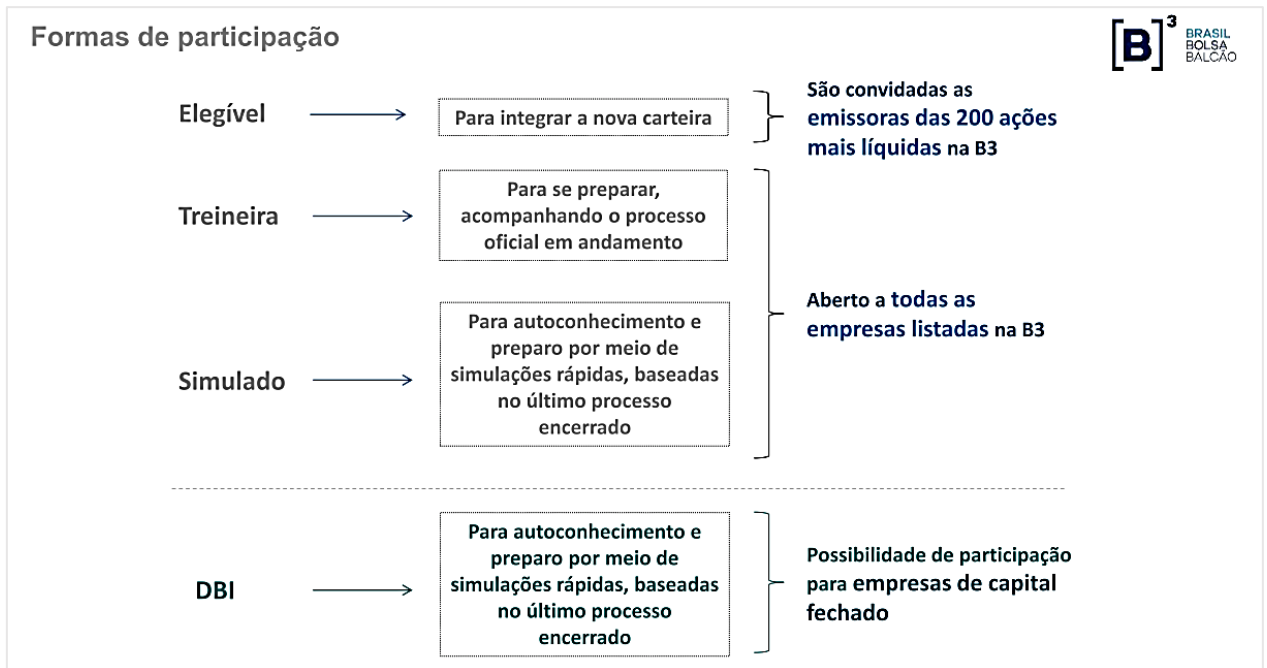 Formas de participação
[B]³ BRASIL
BOLSA
BALCÃO
Elegível
Para integrar a nova carteira
São convidadas as
emissoras das 200 ações
mais líquidas na B3
Treineira
Para se preparar,
acompanhando o processo
oficial em andamento
Simulado
Para autoconhecimento e
preparo por meio de
simulações rápidas, baseadas
no último processo
encerrado
Aberto a todas as
empresas listadas na B3
DBI
Para autoconhecimento e
preparo por meio de
simulações rápidas, baseadas
no último processo
encerrado
Possibilidade de participação
para empresas de capital
fechado